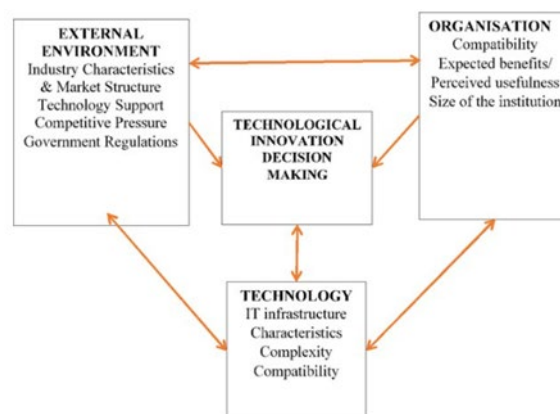 EXTERNAL
ENVIRONMENT
Industry Characteristics
& Market Structure
Technology Support
Competitive Pressure
Government Regulations
ORGANISATION
Compatibility
Expected benefits/
Perceived usefulness
Size of the institution
TECHNOLOGICAL
INNOVATION
DECISION
MAKING
TECHNOLOGY
IT infrastructure
Characteristics
Complexity
Compatibility